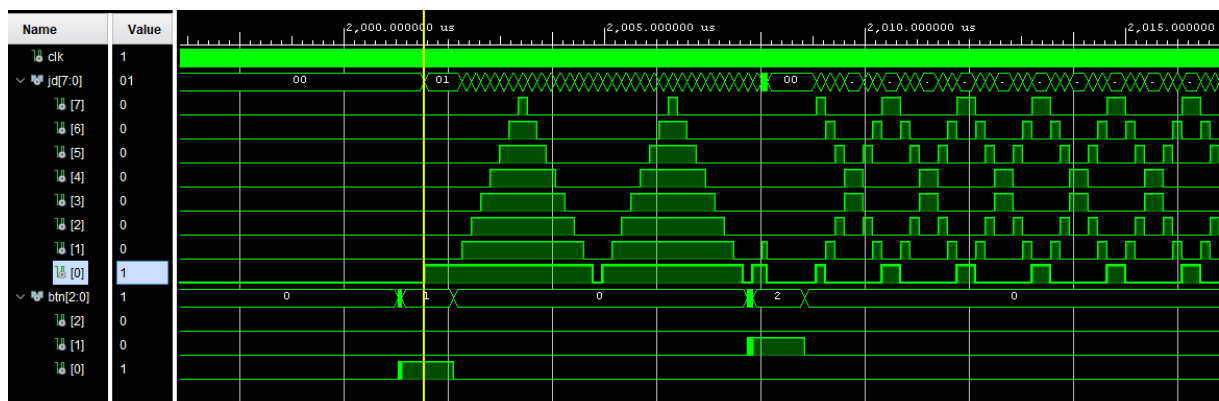 Name Value 2,000.000000 us 2,005.000000 us 2,010.000000 us 2,015.000000
clk 1
jd[7:0] 01 00 01 00
[7] 0
[6] 0
[5] 0
[4] 0
[3] 0
[2] 0
[1] 0
[0] 1
btn[2:0] 1 0 1 0 2 0
[2] 0
[1] 0
[0] 1